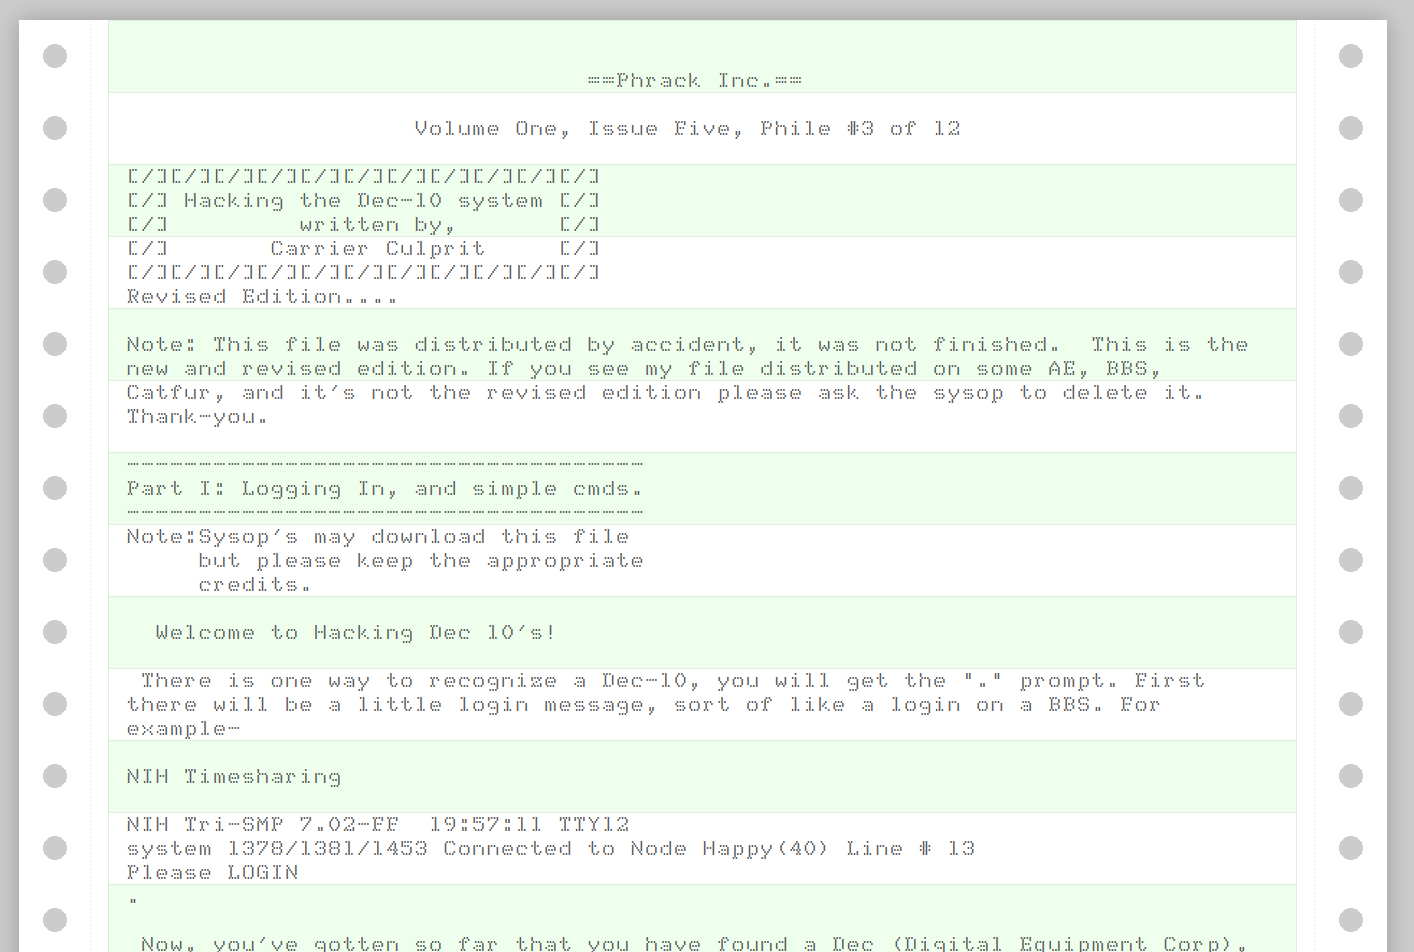 ==Phrack Inc.==
Volume One, Issue Five, Phile #3 of 12
[/][/][/][/][/][/][/][/][/][/][/]
[/] Hacking the Dec-10 system [/]
[/]         written by,       [/]
[/]       Carrier Culprit     [/]
[/][/][/][/][/][/][/][/][/][/][/]
Revised Edition....
Note: This file was distributed by accident, it was not finished.  This is the
new and revised edition. If you see my file distributed on some AE, BBS,
Catfur, and it's not the revised edition please ask the sysop to delete it.
Thank-you.
------------------------------------
Part I: Logging In, and simple cmds.
------------------------------------
Note:Sysop's may download this file
     but please keep the appropriate
     credits.
  Welcome to Hacking Dec 10's!
 There is one way to recognize a Dec-10, you will get the "." prompt. First
there will be a little login message, sort of like a login on a BBS. For
example-
NIH Timesharing
NIH Tri-SMP 7.02-FF  19:57:11 TTY12
system 1378/1381/1453 Connected to Node Happy(40) Line # 13
Please LOGIN
"
 Now, you've gotten so far that you have found a Dec (Digital Equipment Corp),